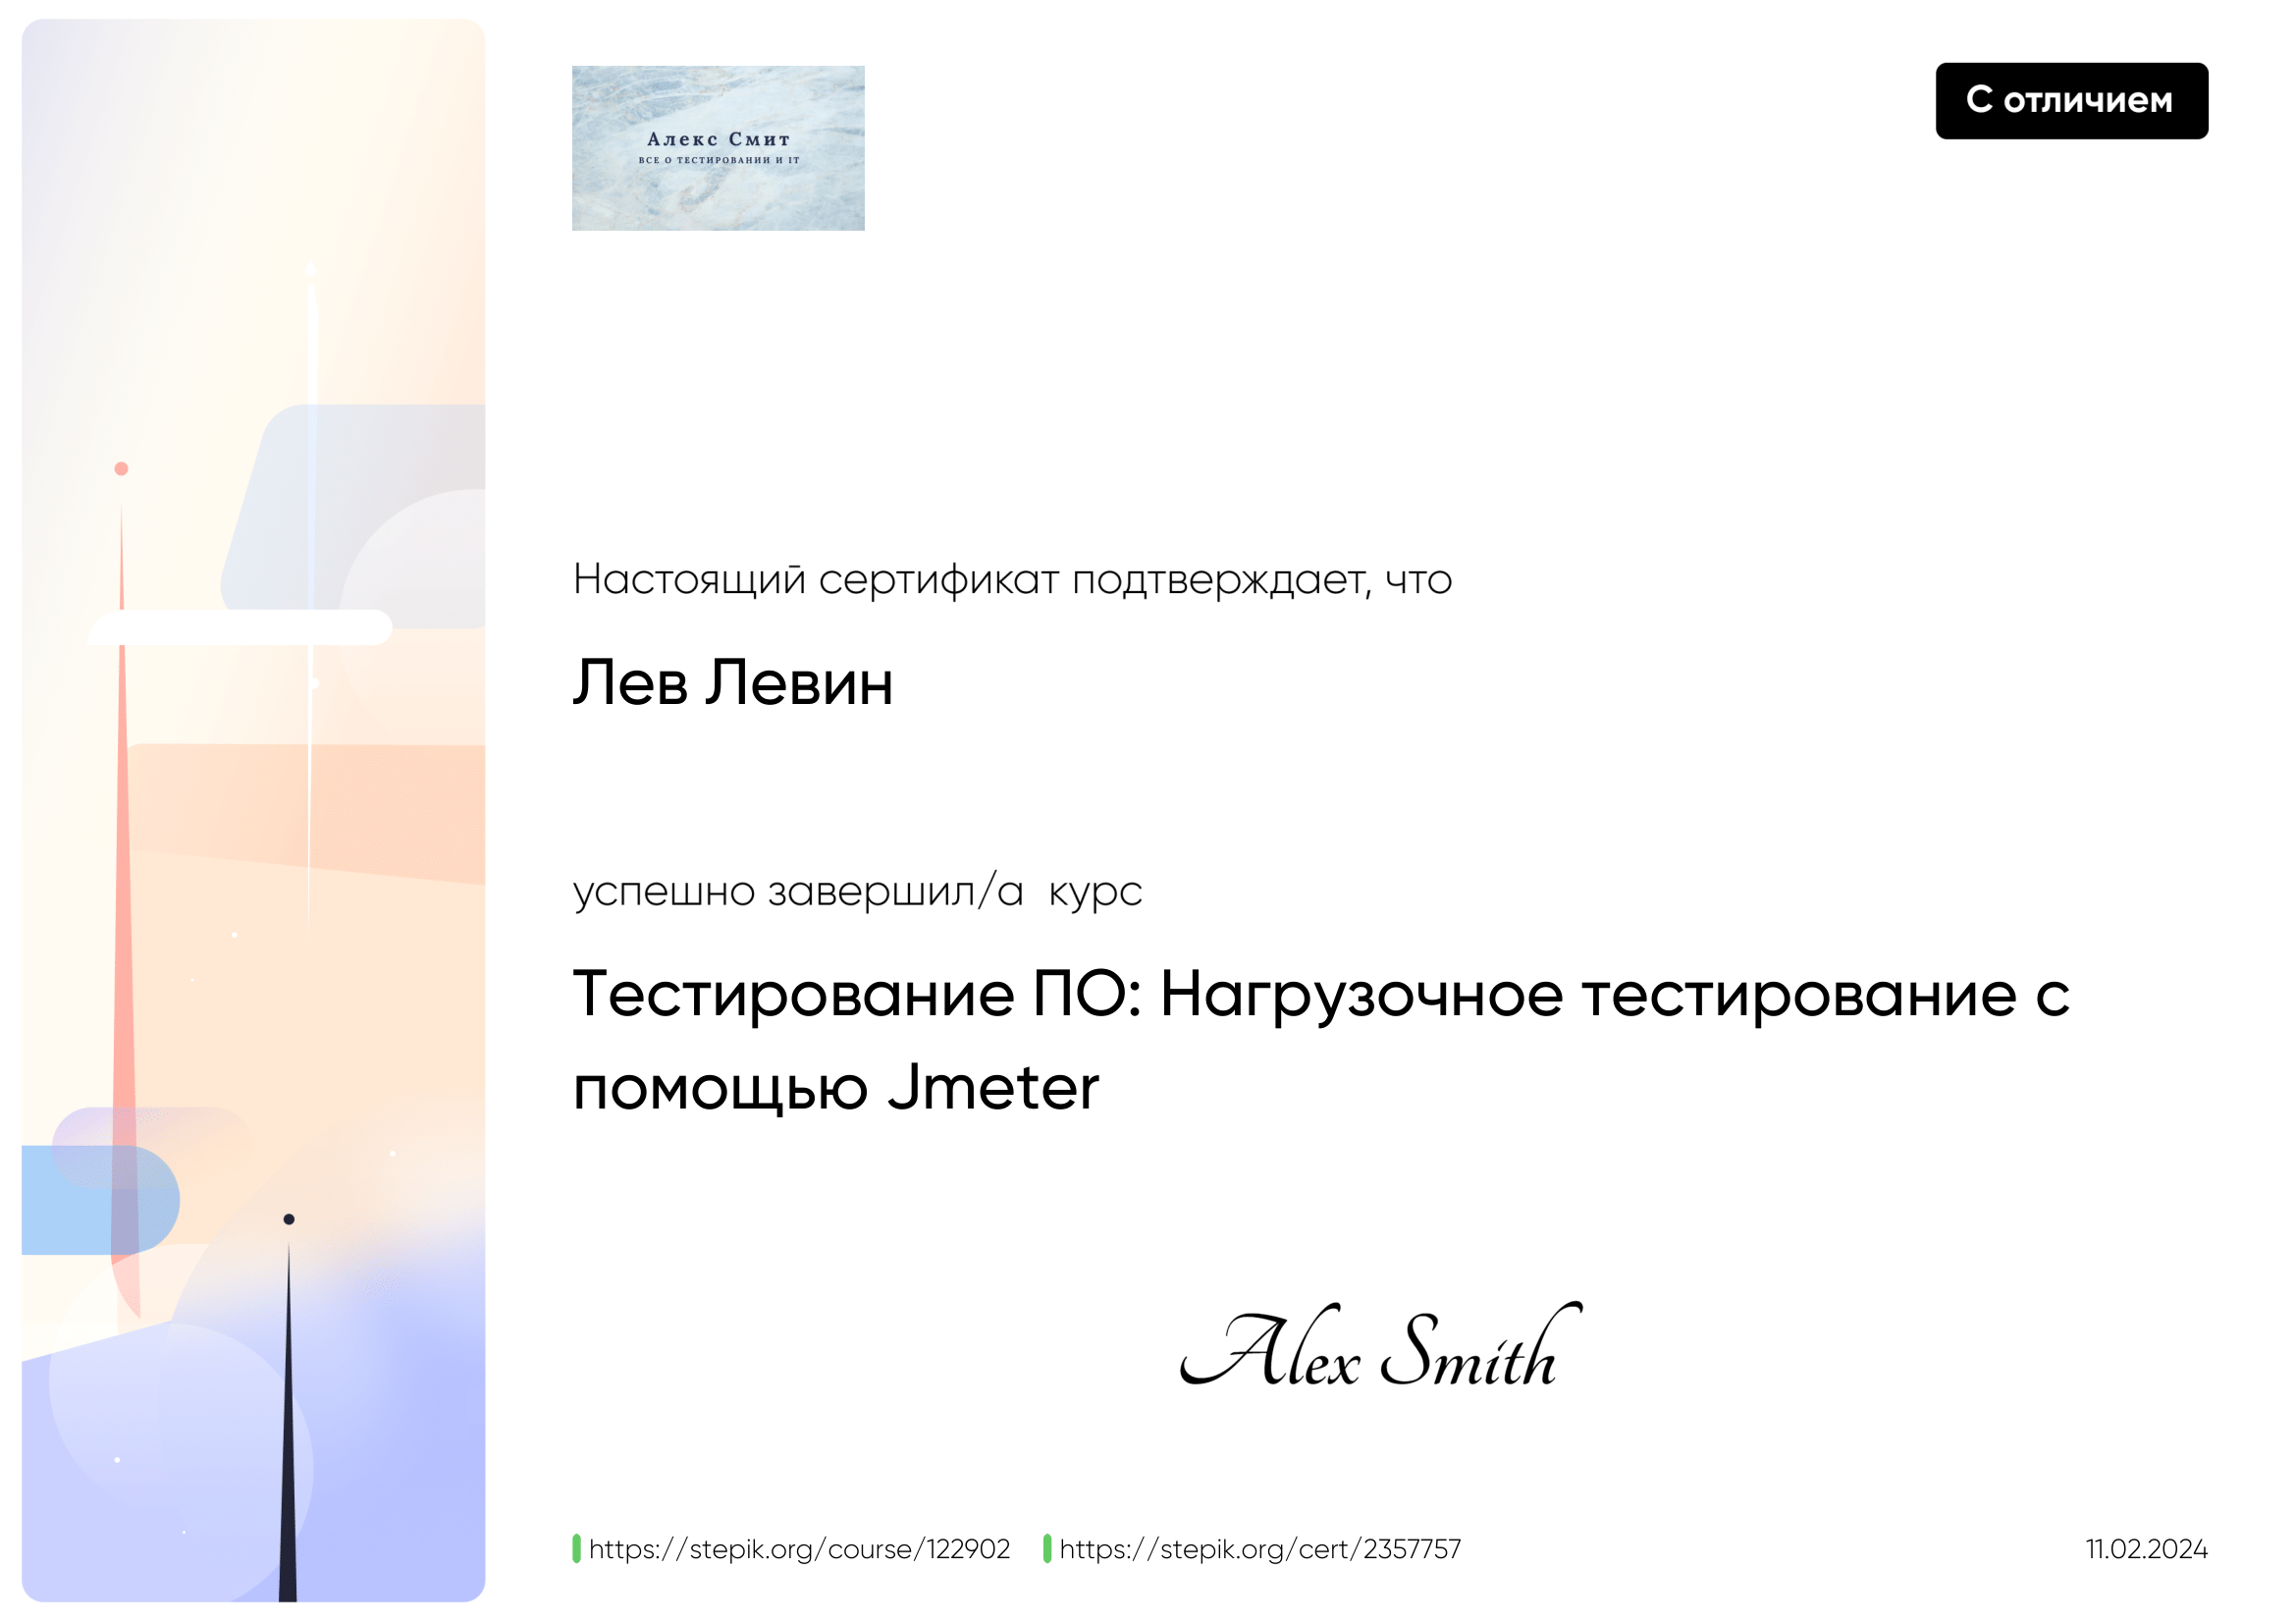 Алекс Смит
ВСЕ О ТЕСТИРОВАНИИ И IT
С отличием
Настоящий сертификат подтверждает, что
Лев Левин
успешно завершил/а курс
Тестирование ПО: Нагрузочное тестирование с
помощью Jmeter
Alex Smith
https://stepik.org/course/122902 https://stepik.org/cert/2357757 11.02.2024